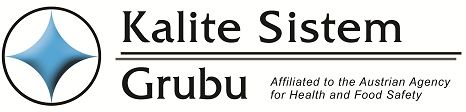 Kalite Sistem
Grubu
Affiliated to the Austrian Agency
for Health and Food Safety